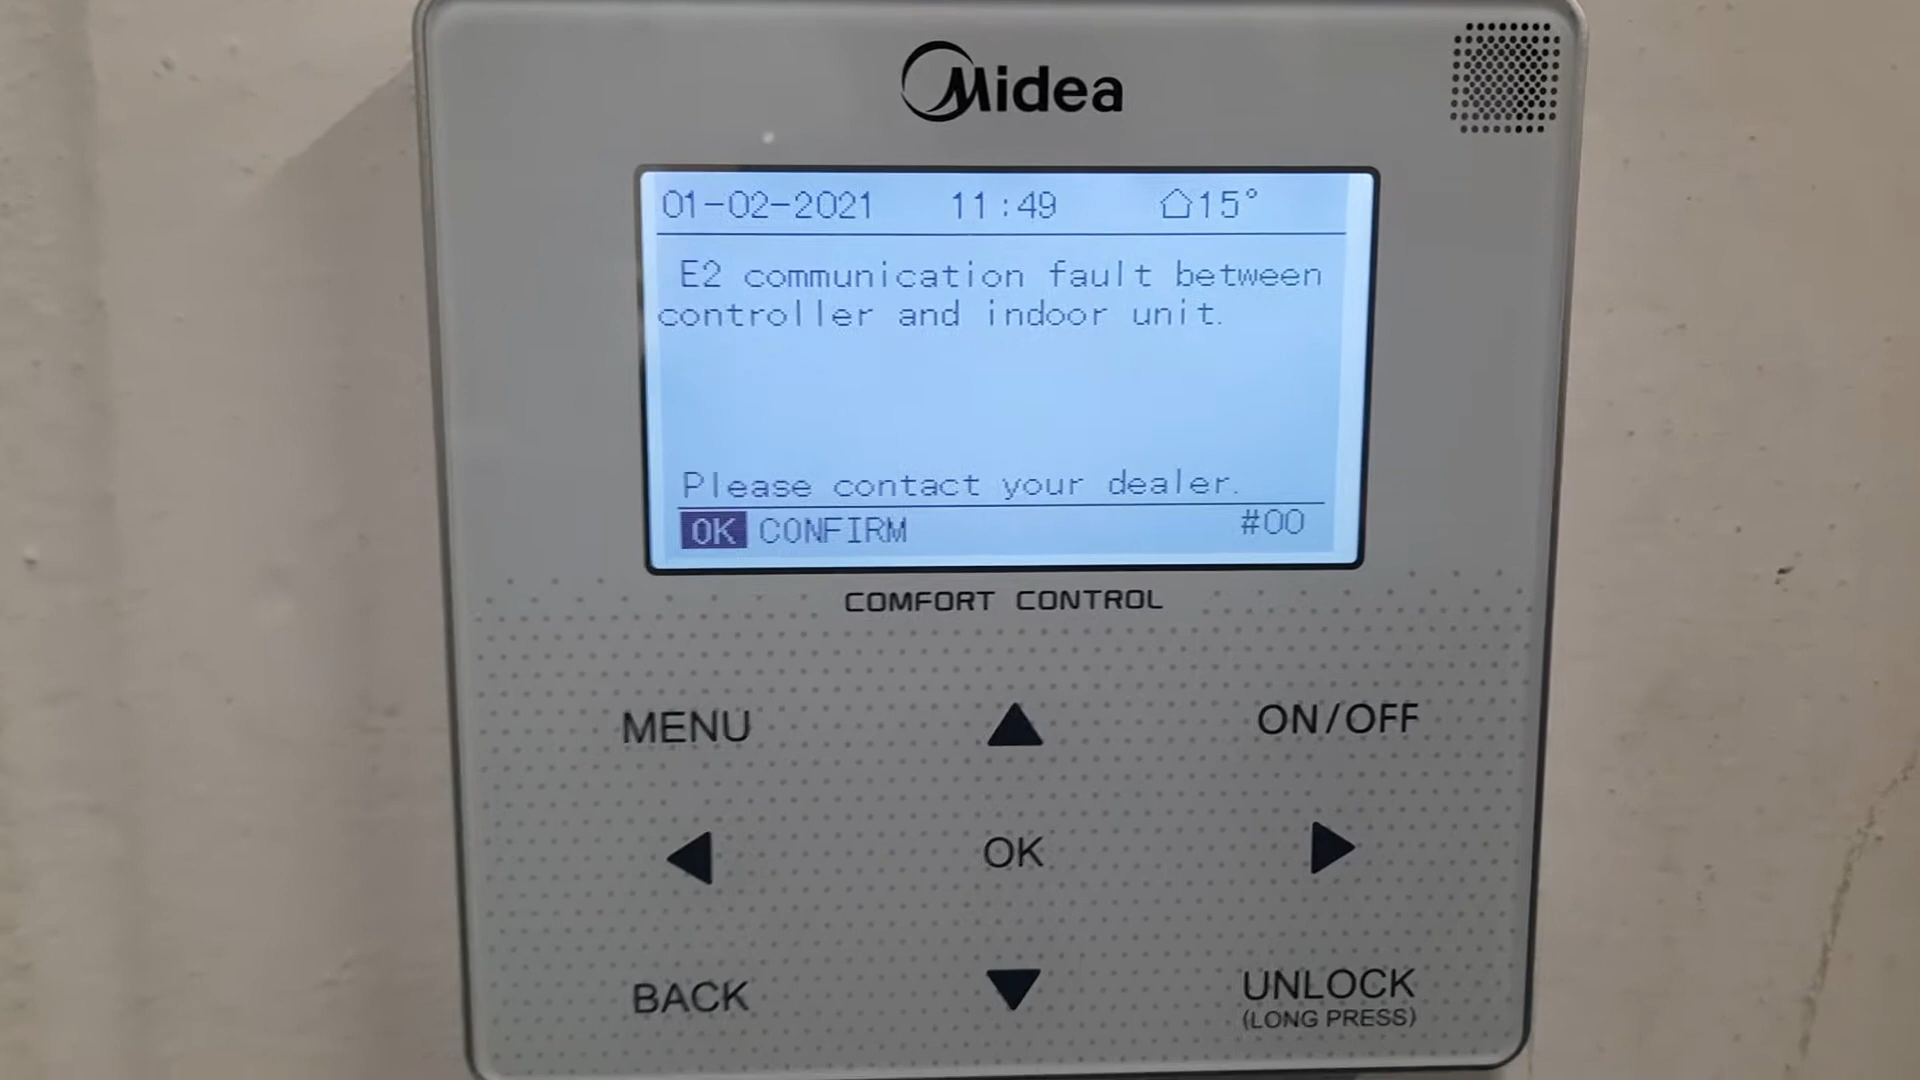 Midea
01-02-2021 11:49 15°
E2 communication fault between
controller and indoor unit.
Please contact your dealer.
OK CONFIRM #00
COMFORT CONTROL
MENU ON/OFF
OK
BACK UNLOCK
(LONG PRESS)